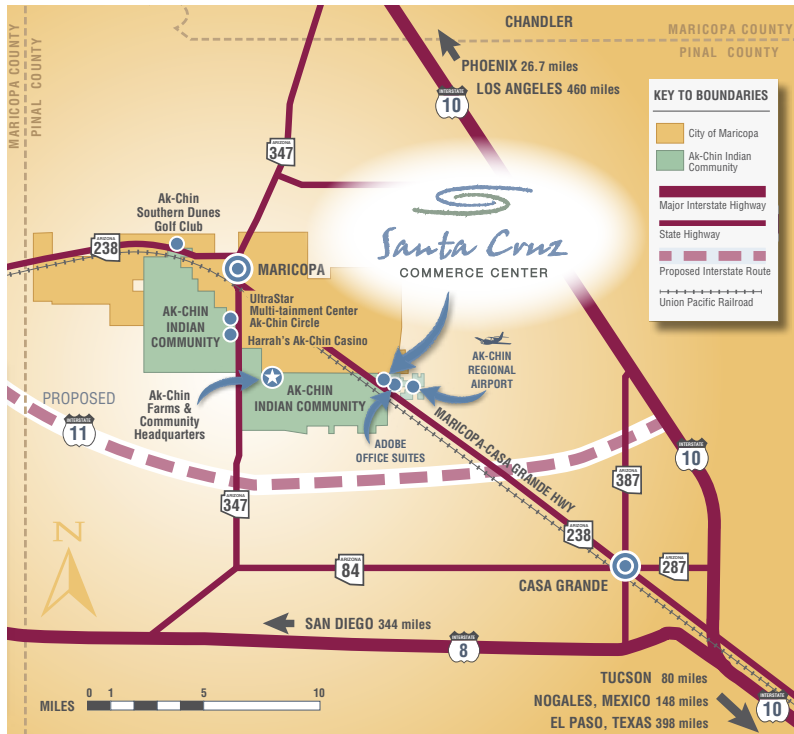 CHANDLER
MARICOPA COUNTY
PINAL COUNTY
MARICOPA COUNTY
PINAL COUNTY
PHOENIX 26.7 miles
LOS ANGELES 460 miles
INTERSTATE
10
KEY TO BOUNDARIES
City of Maricopa
Ak-Chin Indian
Community
Major Interstate Highway
State Highway
Proposed Interstate Route
Union Pacific Railroad
ARIZONA
347
Santa Cruz
COMMERCE CENTER
Ak-Chin
Southern Dunes
Golf Club
ARIZONA
238
MARICOPA
UltraStar
Multi-tainment Center
Ak-Chin Circle
Harrah's Ak-Chin Casino
AK-CHIN
INDIAN
COMMUNITY
AK-CHIN
REGIONAL
AIRPORT
AK-CHIN
INDIAN COMMUNITY
Ak-Chin
Farms &
Community
Headquarters
PROPOSED
INTERSTATE
11
ADOBE
OFFICE SUITES
MARICOPA-CASA GRANDE HWY
INTERSTATE
10
ARIZONA
387
ARIZONA
347
ARIZONA
238
N
ARIZONA
84
ARIZONA
287
CASA GRANDE
SAN DIEGO 344 miles
INTERSTATE
8
TUCSON 80 miles
NOGALES, MEXICO 148 miles
EL PASO, TEXAS 398 miles
INTERSTATE
10
MILES
0 1 5 10